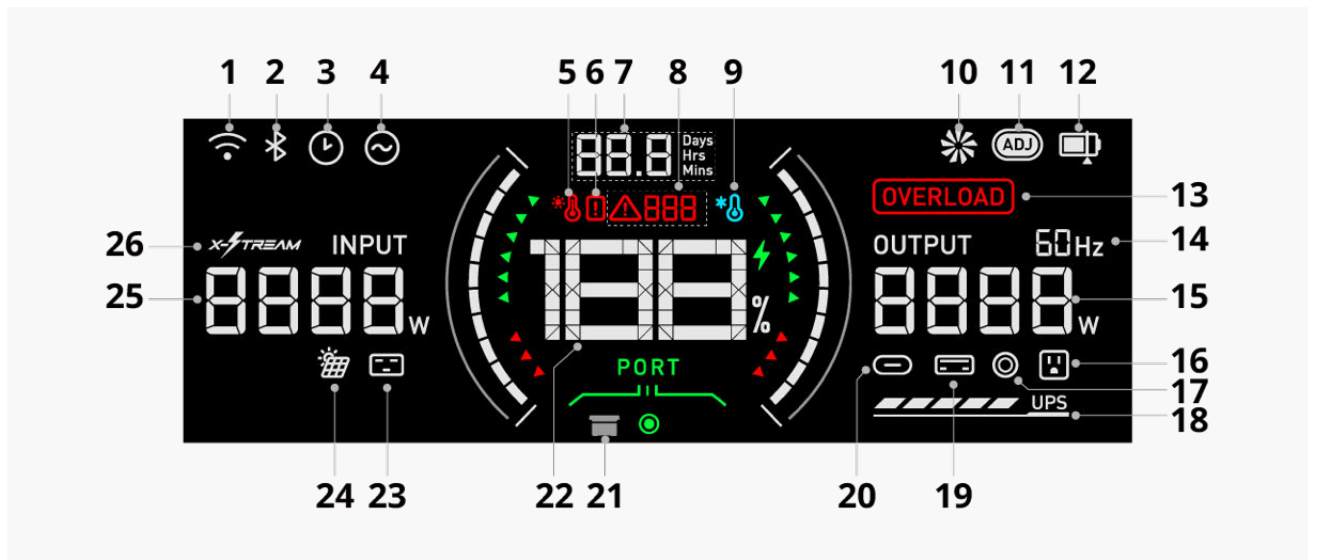 1 2 3 4 5 6 7 8 9 10 11 12
88.8 Days
Hrs
Mins
ADJ
OVERLOAD 13
888
26 X-STREAM INPUT
OUTPUT 60Hz 14
25 8888 W
188 %
8888 W 15
PORT
16
17
UPS
18
24 23 22 21 20 19